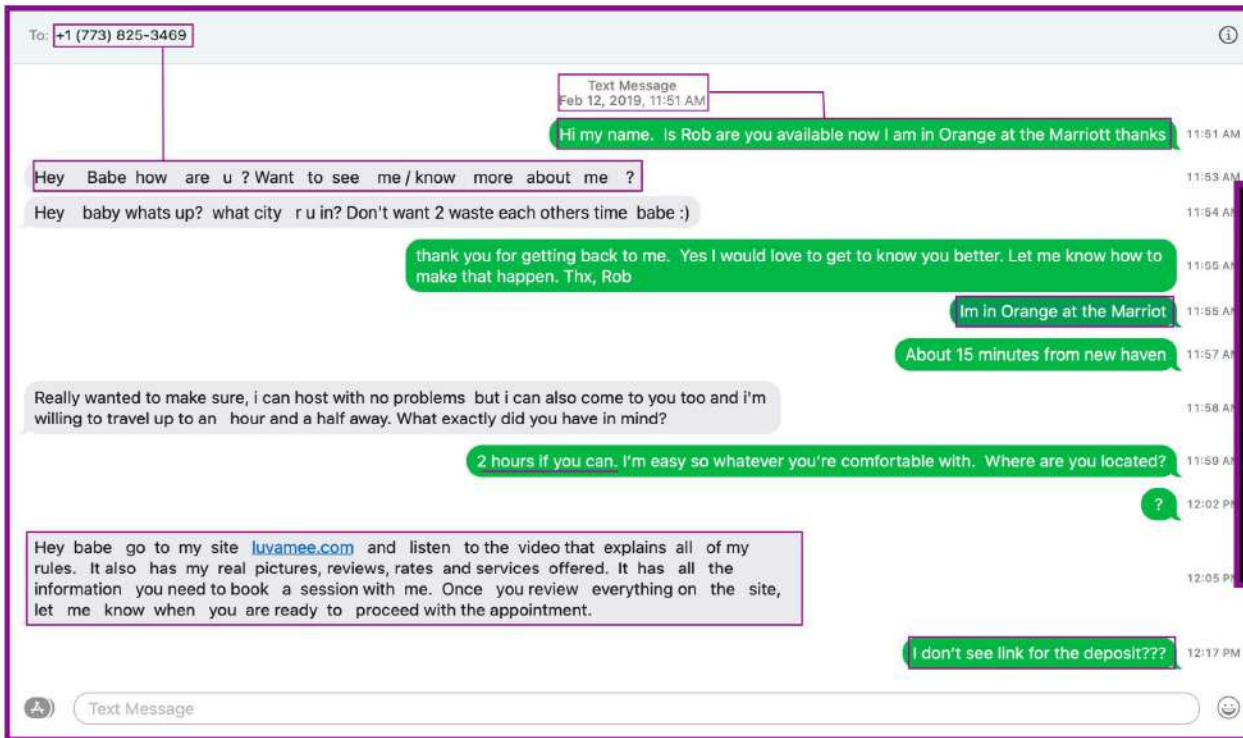 To: +1 (773) 825-3469
Text Message
Feb 12, 2019, 11:51 AM
Hi my name. Is Rob are you available now I am in Orange at the Marriott thanks 11:51 AM
Hey Babe how are u ? Want to see me / know more about me ? 11:53 AM
Hey baby whats up? what city r u in? Don't want 2 waste each others time babe :) 11:54 A
thank you for getting back to me. Yes I would love to get to know you better. Let me know how to
make that happen. Thx, Rob 11:55 A
Im in Orange at the Marriot 11:55 A
About 15 minutes from new haven 11:57 A
Really wanted to make sure, i can host with no problems but i can also come to you too and i'm
willing to travel up to an hour and a half away. What exactly did you have in mind? 11:58 A
2 hours if you can. I'm easy so whatever you're comfortable with. Where are you located? 11:59 A
? 12:02 P
Hey babe go to my site luvamee.com and listen to the video that explains all of my
rules. It also has my real pictures, reviews, rates and services offered. It has all the
information you need to book a session with me. Once you review everything on the site,
let me know when you are ready to proceed with the appointment. 12:05 P
I don't see link for the deposit??? 12:17 PM
Text Message